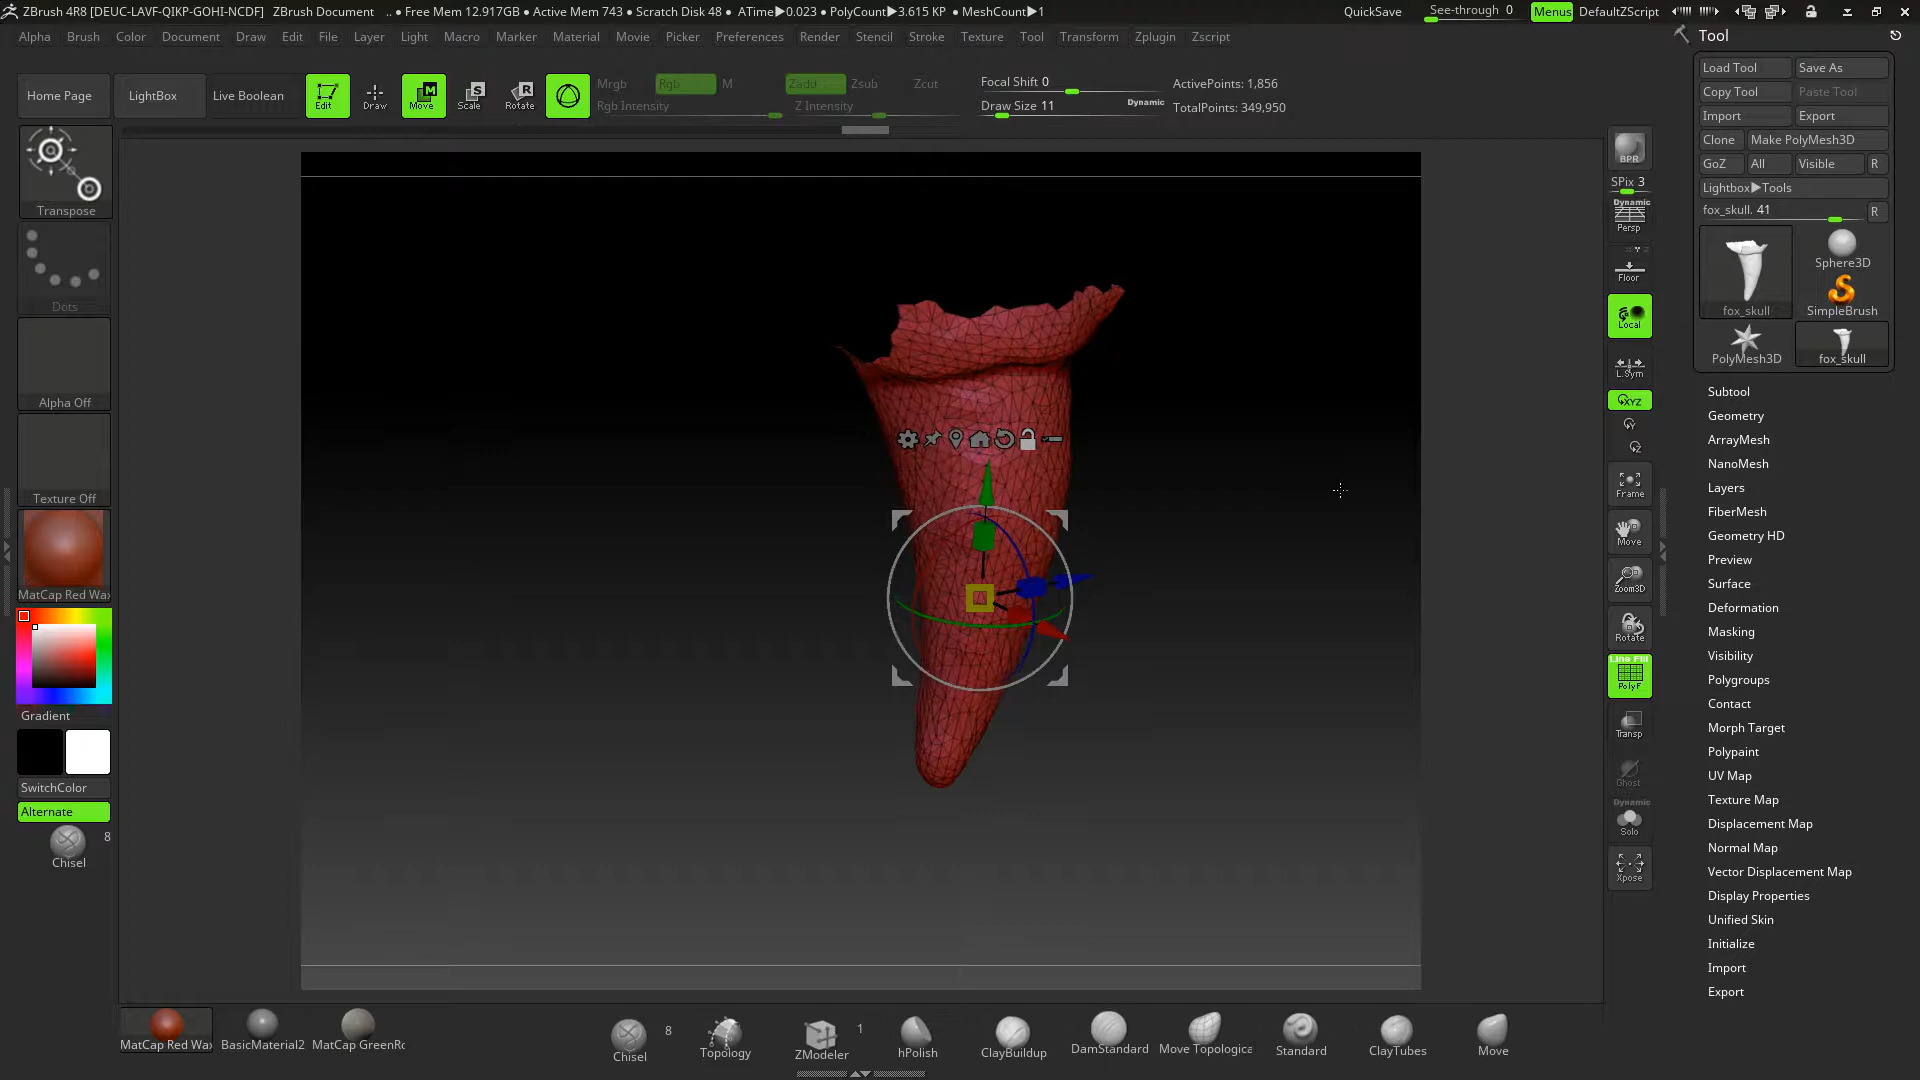 ZBrush 4R8 [DEUC-LAVF-QIKP-GOHI-NCDF] ZBrush Document .. ● Free Mem 12.917GB ● Active Mem 743 ● Scratch Disk 48 ● ATime▶0.023 ● PolyCount▶3.615 KP ● MeshCount▶1 QuickSave See-through 0 Menus DefaultZScript
Alpha Brush Color Document Draw Edit File Layer Light Macro Marker Material Movie Picker Preferences Render Stencil Stroke Texture Tool Transform Zplugin Zscript
Home Page LightBox Live Boolean Edit Draw Move Scale Rotate
Mrgb Rgb M Zadd Zsub Zcut
Rgb Intensity Z Intensity
Focal Shift 0 ActivePoints: 1,856
Draw Size 11 Dynamic TotalPoints: 349,950
Transpose
Dots
Alpha Off
Texture Off
MatCap Red Wax
Gradient
SwitchColor
Alternate
8
Chisel
BPR
SPix 3
Dynamic
Persp
Floor
Local
L.Sym
XYZ
Y
Z
Frame
Move
Zoom3D
Rotate
Line Fill
PolyF
Transp
Ghost
Dynamic
Solo
Xpose
Tool
Load Tool Save As
Copy Tool Paste Tool
Import Export
Clone Make PolyMesh3D
GoZ All Visible R
Lightbox▶Tools
fox_skull. 41 R
fox_skull
Sphere3D
SimpleBrush
PolyMesh3D
fox_skull
Subtool
Geometry
ArrayMesh
NanoMesh
Layers
FiberMesh
Geometry HD
Preview
Surface
Deformation
Masking
Visibility
Polygroups
Contact
Morph Target
Polypaint
UV Map
Texture Map
Displacement Map
Normal Map
Vector Displacement Map
Display Properties
Unified Skin
Initialize
Import
Export
MatCap Red Wax BasicMaterial2 MatCap GreenRo
8 1
Chisel Topology ZModeler hPolish ClayBuildup DamStandard Move Topologica Standard ClayTubes Move